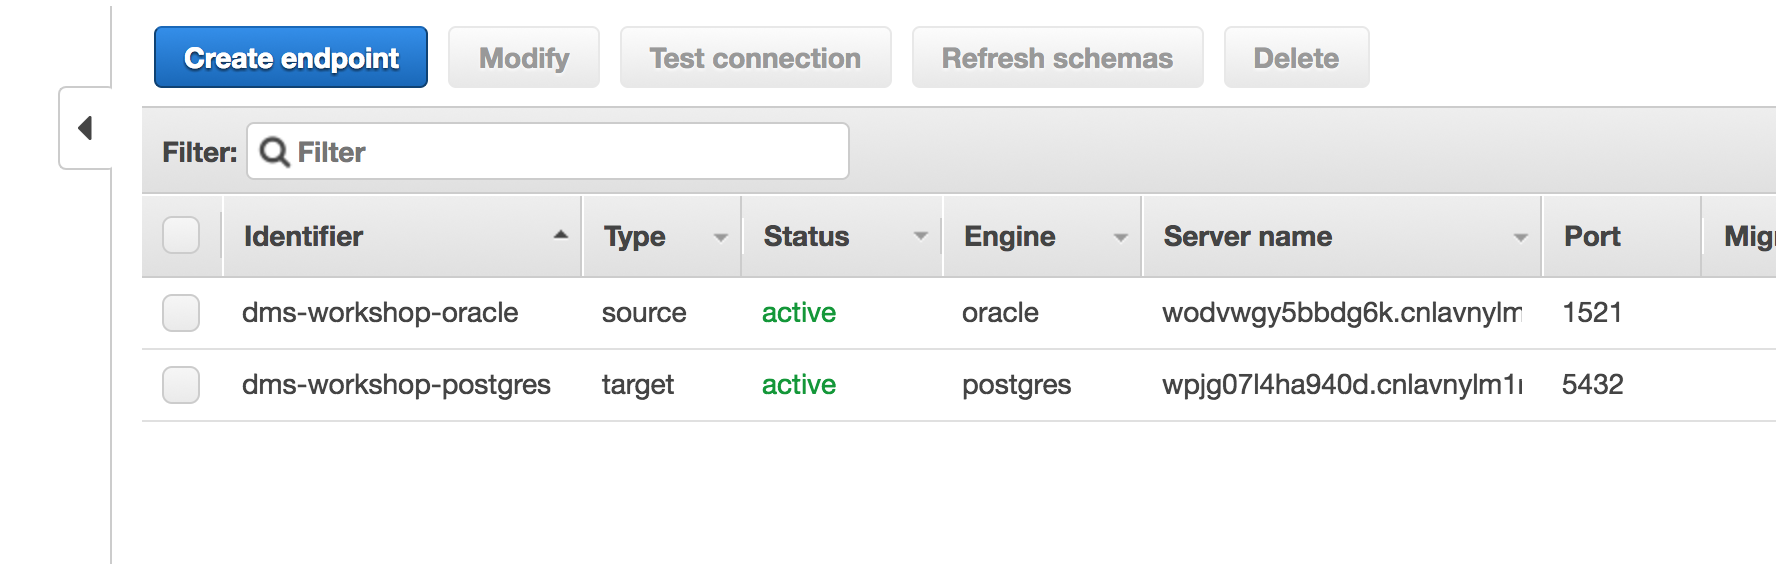 Create endpoint Modify Test connection Refresh schemas Delete
Filter: Filter
Identifier Type Status Engine Server name Port Mig
dms-workshop-oracle source active oracle wodvwgy5bbdg6k.cnlavnylm 1521
dms-workshop-postgres target active postgres wpjg07l4ha940d.cnlavnylm1 5432